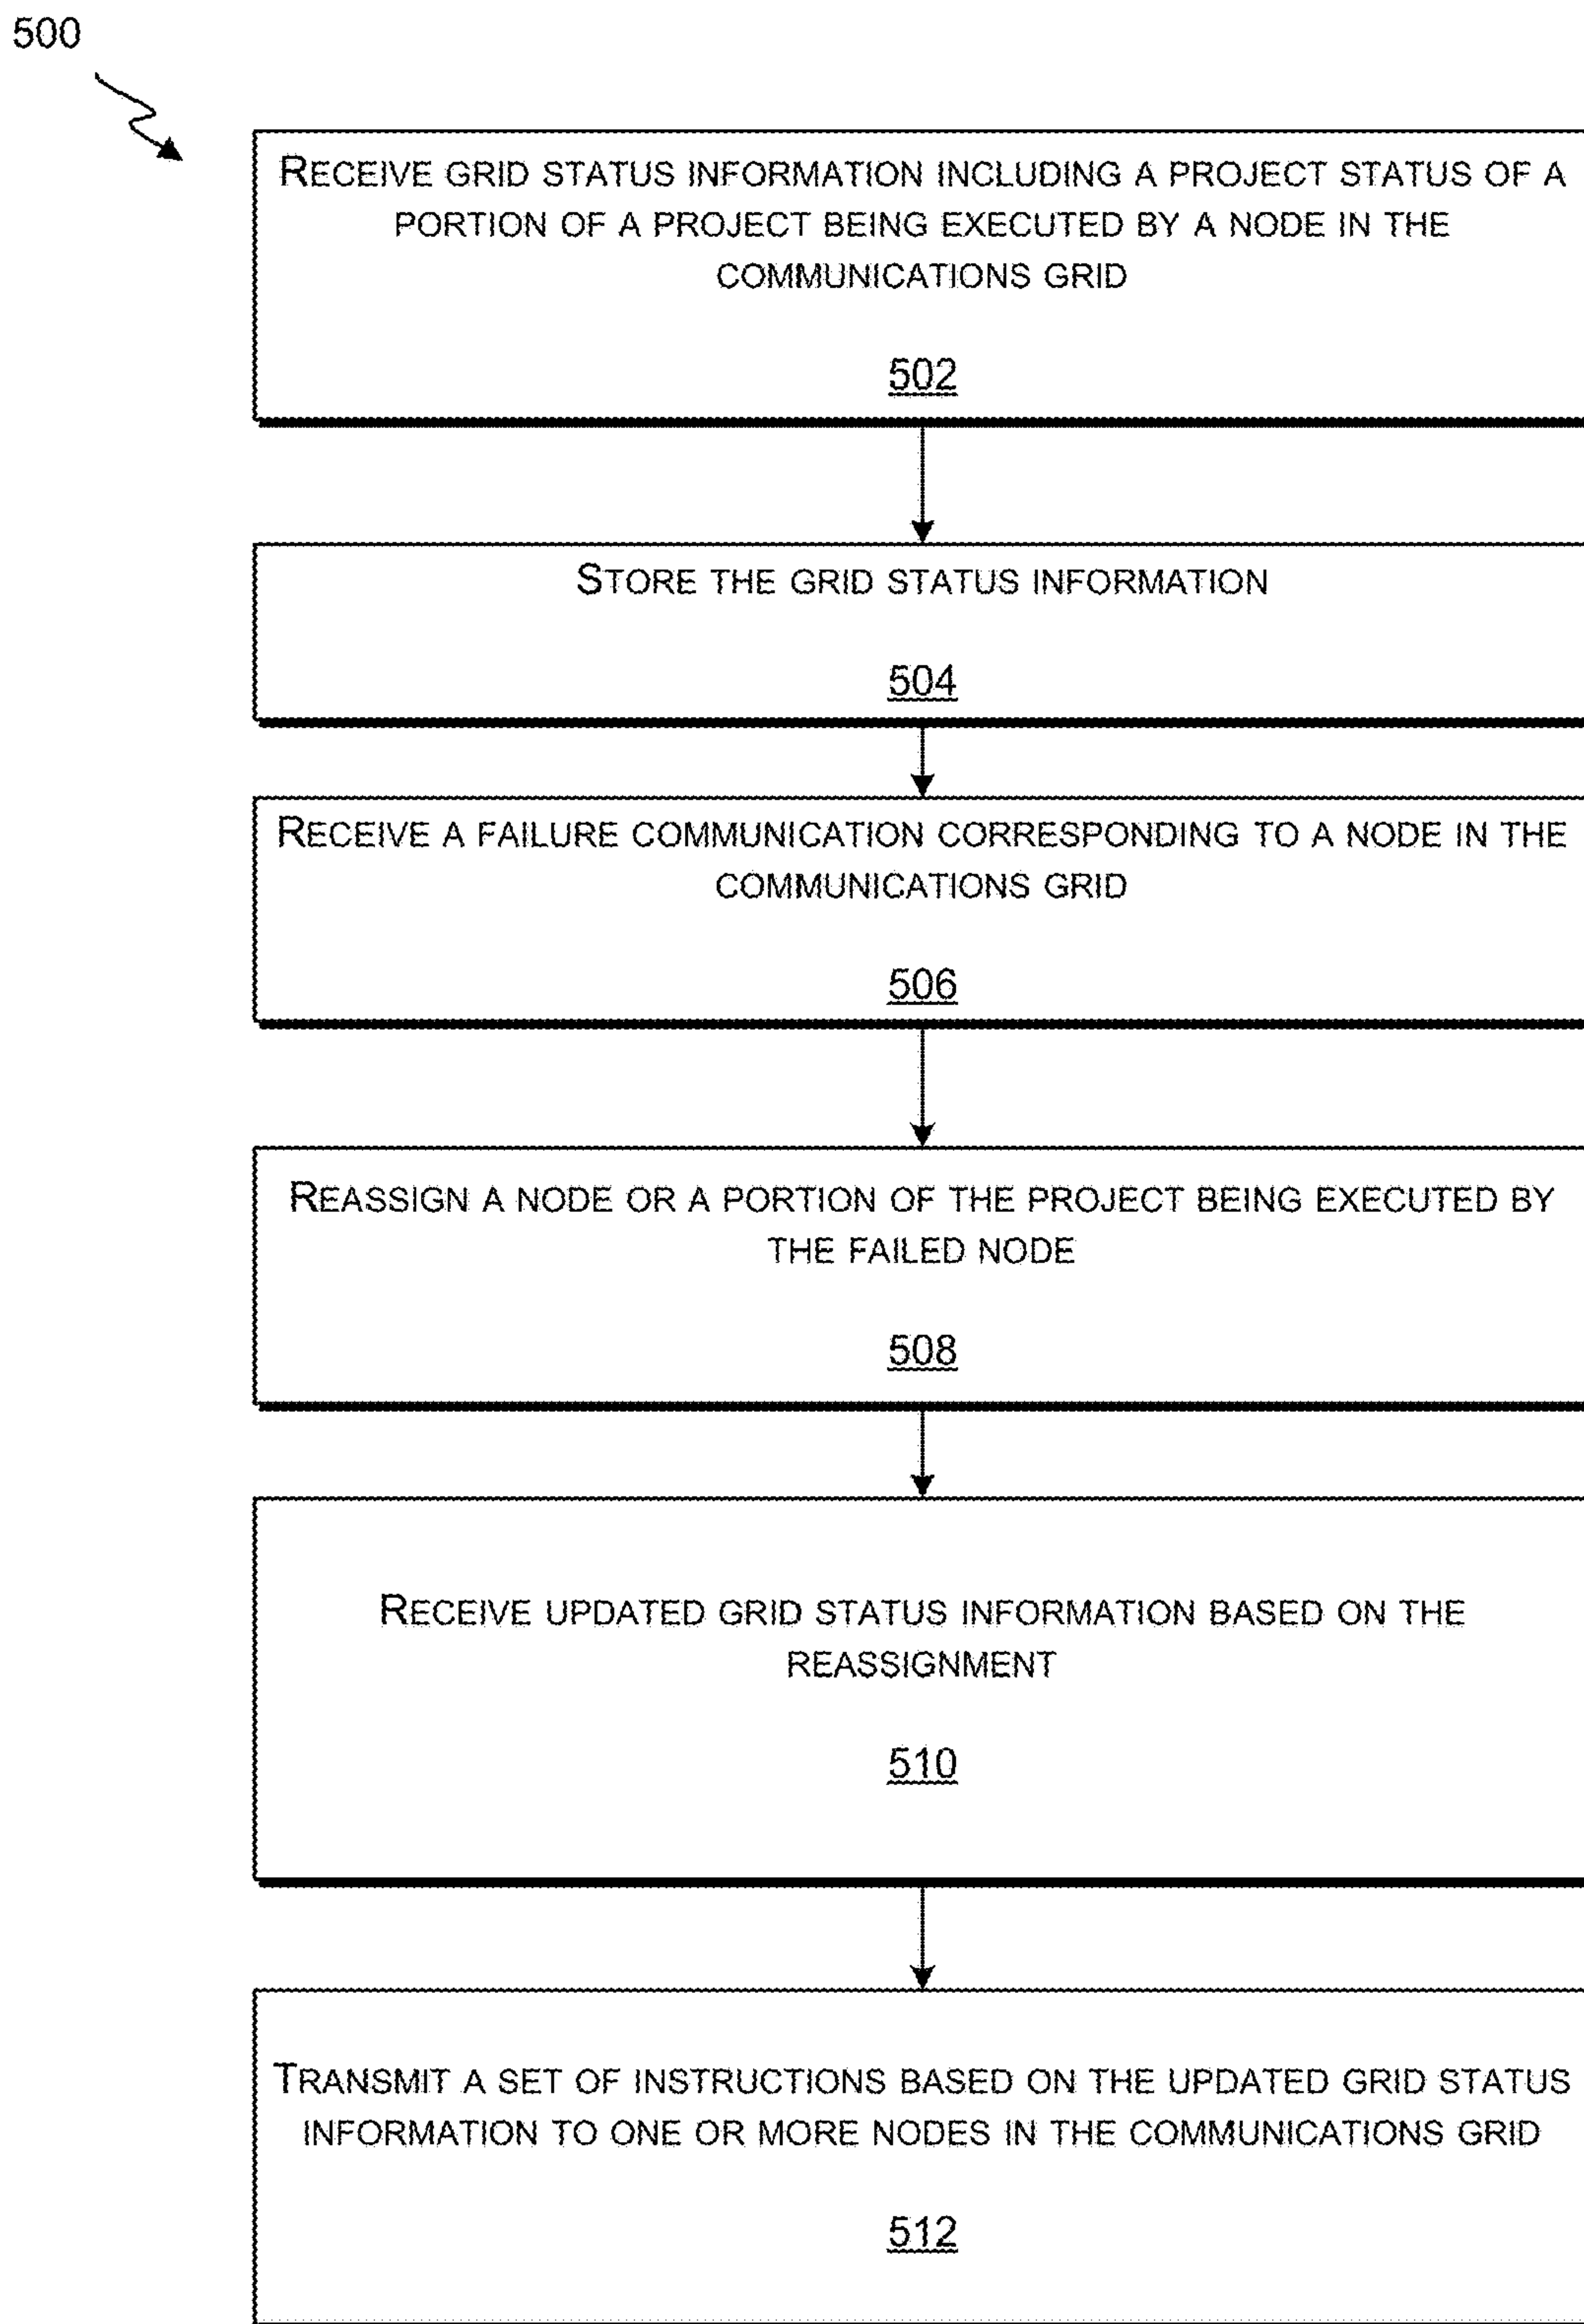 500
RECEIVE GRID STATUS INFORMATION INCLUDING A PROJECT STATUS OF A
PORTION OF A PROJECT BEING EXECUTED BY A NODE IN THE
COMMUNICATIONS GRID
502
STORE THE GRID STATUS INFORMATION
504
RECEIVE A FAILURE COMMUNICATION CORRESPONDING TO A NODE IN THE
COMMUNICATIONS GRID
506
REASSIGN A NODE OR A PORTION OF THE PROJECT BEING EXECUTED BY
THE FAILED NODE
508
RECEIVE UPDATED GRID STATUS INFORMATION BASED ON THE
REASSIGNMENT
510
TRANSMIT A SET OF INSTRUCTIONS BASED ON THE UPDATED GRID STATUS
INFORMATION TO ONE OR MORE NODES IN THE COMMUNICATIONS GRID
512